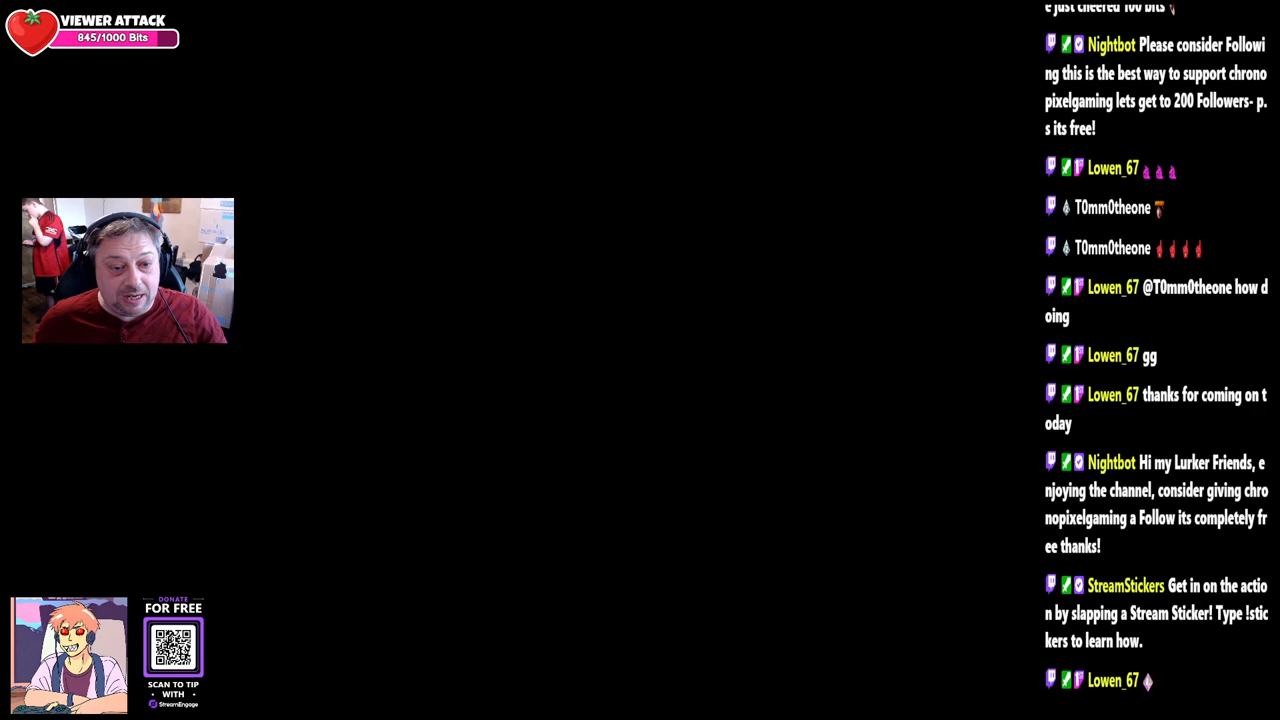 VIEWER ATTACK
845/1000 Bits
DONATE
FOR FREE
SCAN TO TIP
• WITH •
StreamEngage
e just cheered 100 bits
Nightbot Please consider Followi
ng this is the best way to support chrono
pixelgaming lets get to 200 Followers- p.
s its free!
Lowen_67
T0mm0theone
T0mm0theone
Lowen_67 @T0mm0theone how d
oing
Lowen_67 gg
Lowen_67 thanks for coming on t
oday
Nightbot Hi my Lurker Friends, e
njoying the channel, consider giving chro
nopixelgaming a Follow its completely fr
ee thanks!
StreamStickers Get in on the actio
n by slapping a Stream Sticker! Type !stic
kers to learn how.
Lowen_67